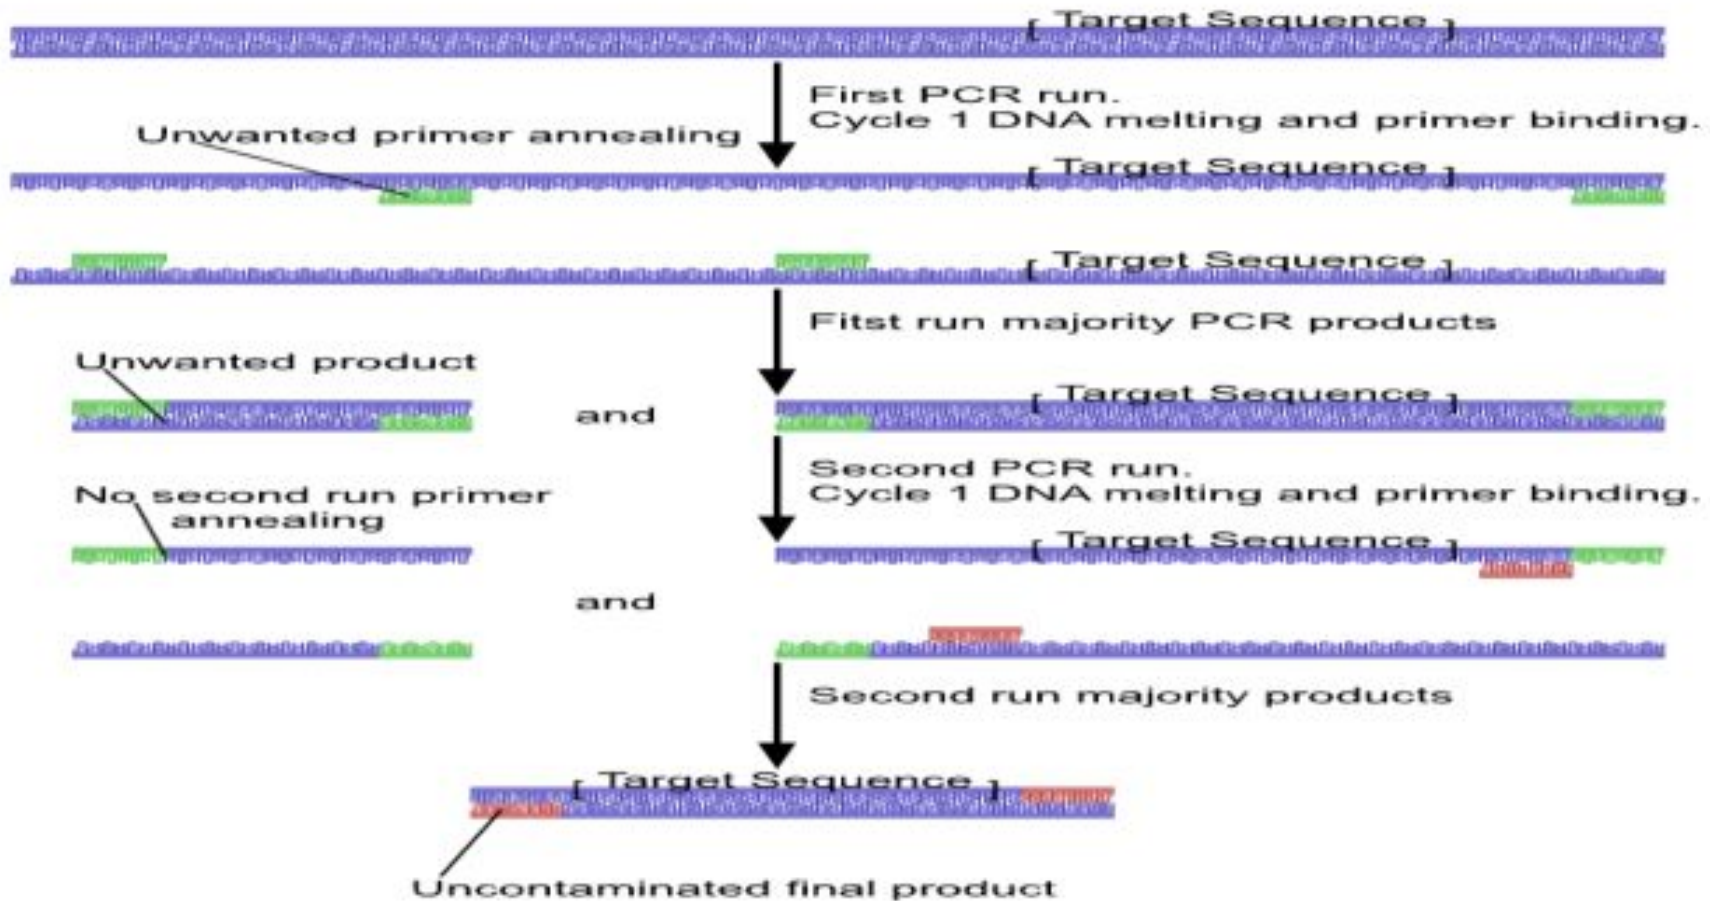 [ Target Sequence ]
First PCR run.
Cycle 1 DNA melting and primer binding.
Unwanted primer annealing
[ Target Sequence ]
[ Target Sequence ]
Fitst run majority PCR products
Unwanted product
[ Target Sequence ]
and
Second PCR run.
Cycle 1 DNA melting and primer binding.
No second run primer
annealing
[ Target Sequence ]
and
Second run majority products
[ Target Sequence ]
Uncontaminated final product